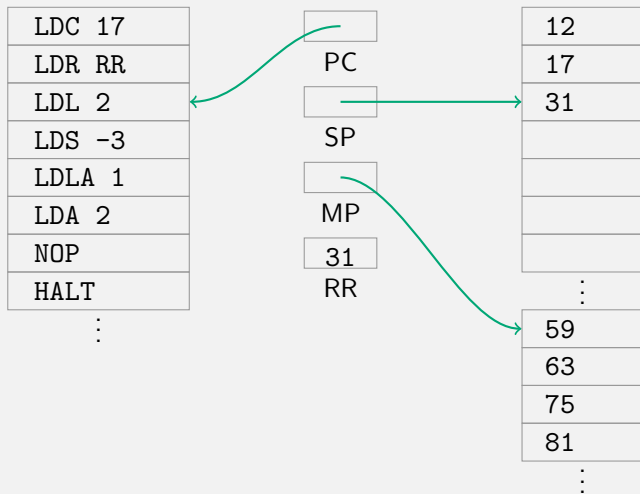 LDC 17
LDR RR
LDL 2
LDS -3
LDLA 1
LDA 2
NOP
HALT
⋮
PC
SP
MP
31
RR
12
17
31
⋮
59
63
75
81
⋮